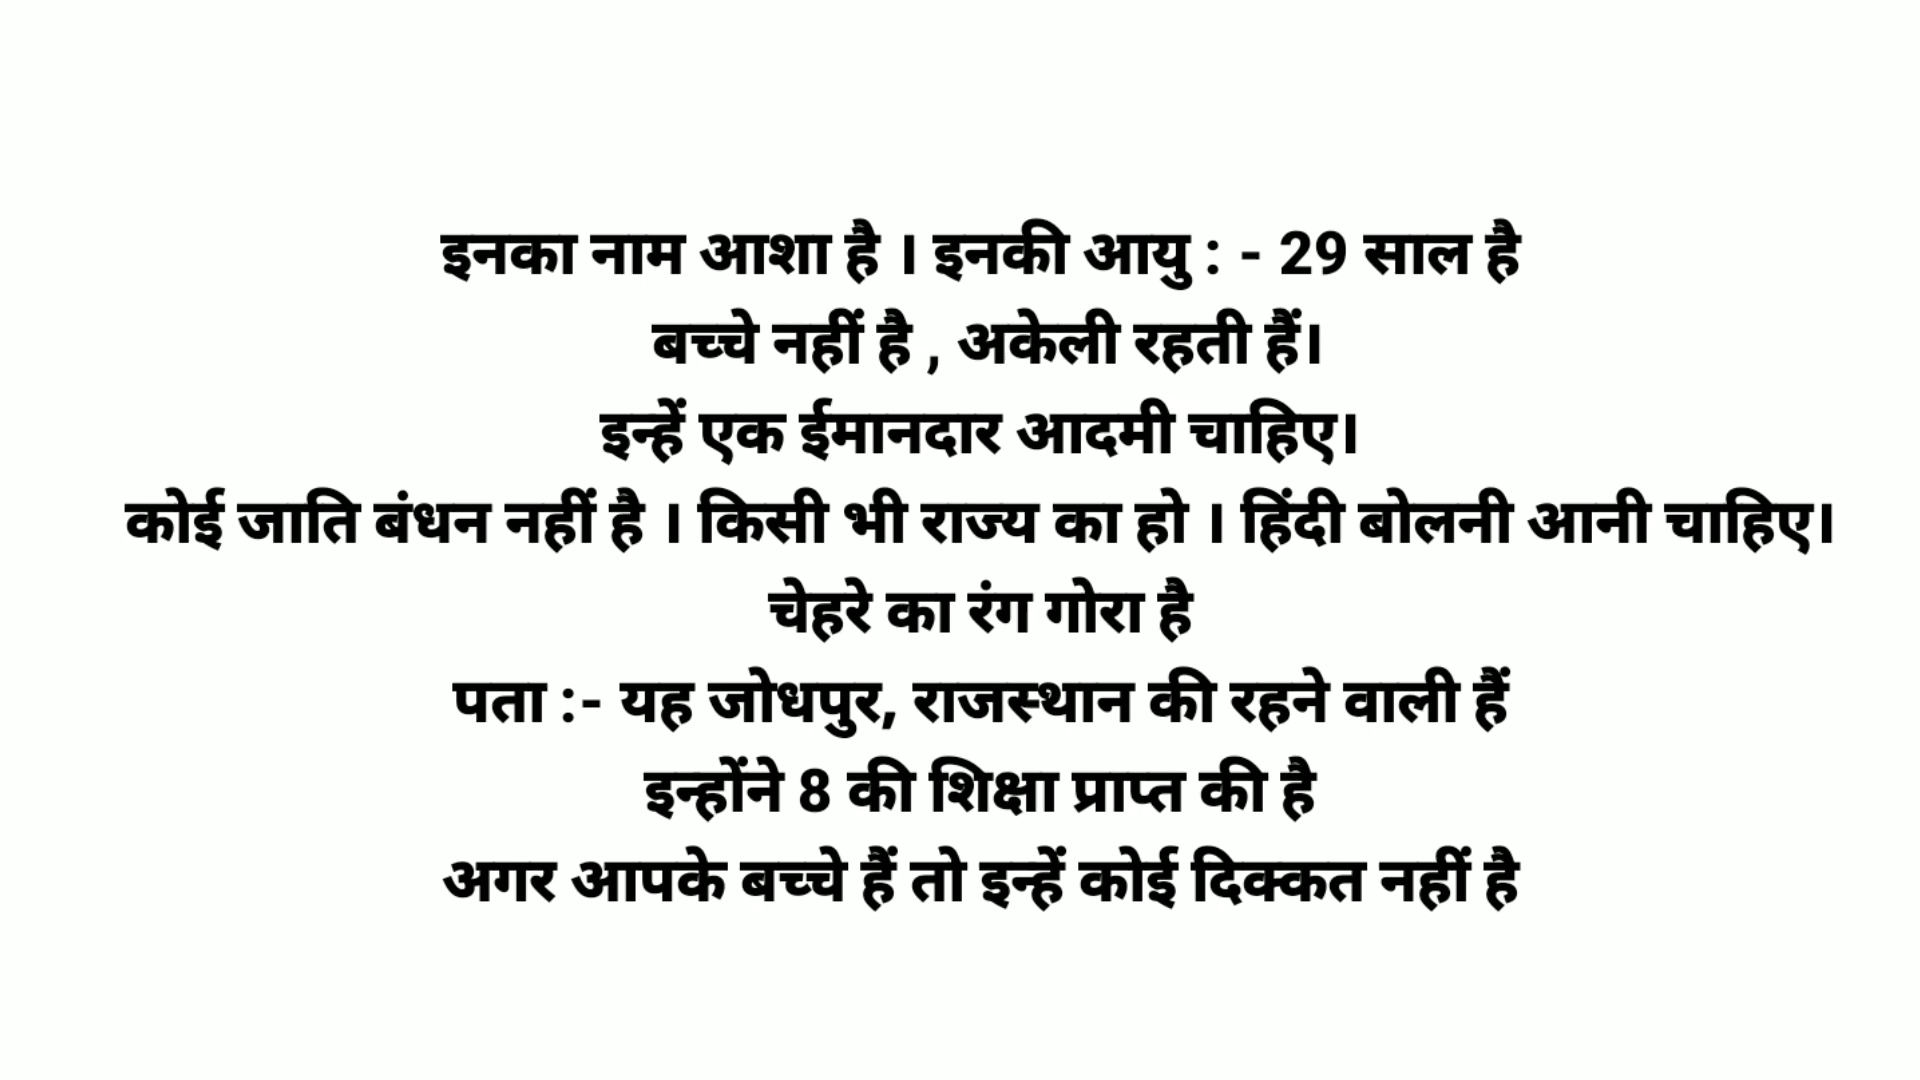 इनका नाम आशा है । इनकी आयु : - 29 साल है
बच्चे नहीं है , अकेली रहती हैं।
इन्हें एक ईमानदार आदमी चाहिए।
कोई जाति बंधन नहीं है । किसी भी राज्य का हो । हिंदी बोलनी आनी चाहिए।
चेहरे का रंग गोरा है
पता :- यह जोधपुर, राजस्थान की रहने वाली हैं
इन्होंने 8 की शिक्षा प्राप्त की है
अगर आपके बच्चे हैं तो इन्हें कोई दिक्कत नहीं है